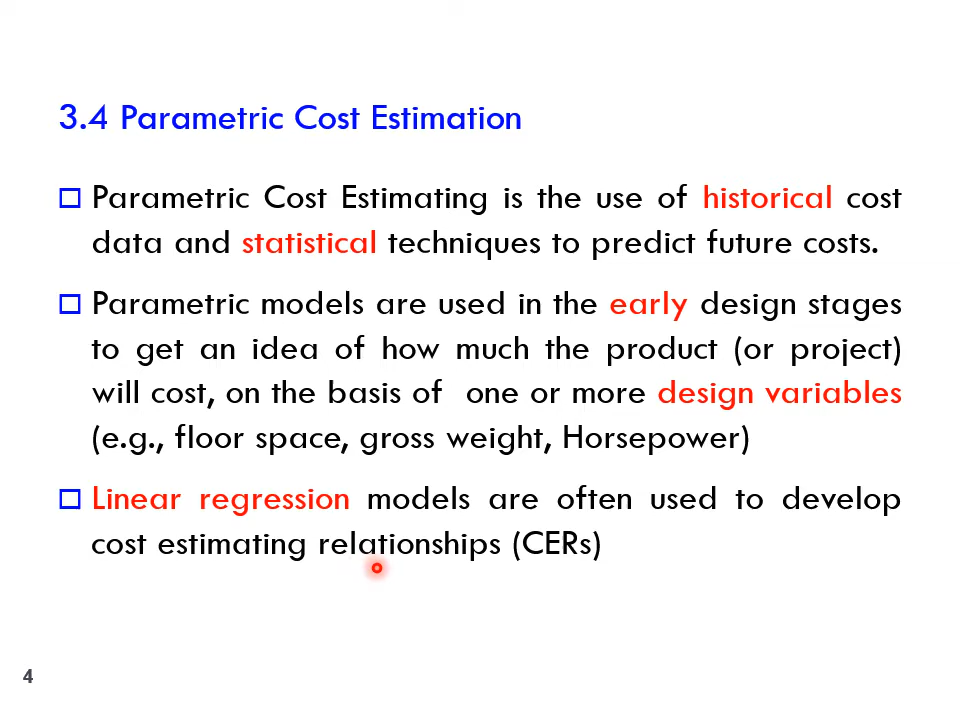 3.4 Parametric Cost Estimation
Parametric Cost Estimating is the use of historical cost
data and statistical techniques to predict future costs.
Parametric models are used in the early design stages
to get an idea of how much the product (or project)
will cost, on the basis of one or more design variables
(e.g., floor space, gross weight, Horsepower)
Linear regression models are often used to develop
cost estimating relationships (CERs)
4